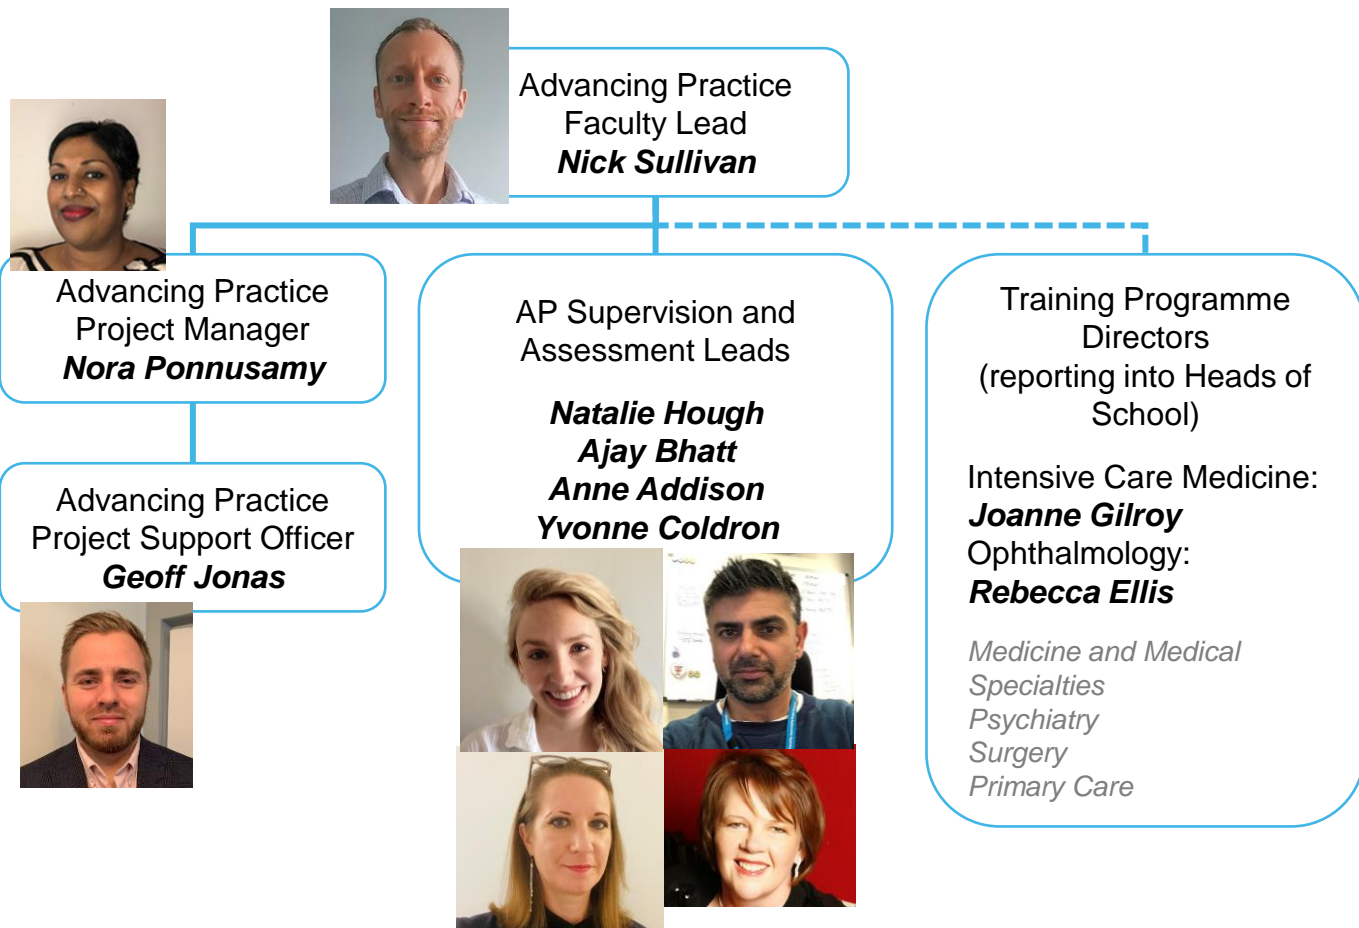 Advancing Practice
Faculty Lead
Nick Sullivan
Advancing Practice
Project Manager
Nora Ponnusamy
Advancing Practice
Project Support Officer
Geoff Jonas
AP Supervision and
Assessment Leads
Natalie Hough
Ajay Bhatt
Anne Addison
Yvonne Coldron
Training Programme
Directors
(reporting into Heads of
School)
Intensive Care Medicine:
Joanne Gilroy
Ophthalmology:
Rebecca Ellis
Medicine and Medical
Specialties
Psychiatry
Surgery
Primary Care